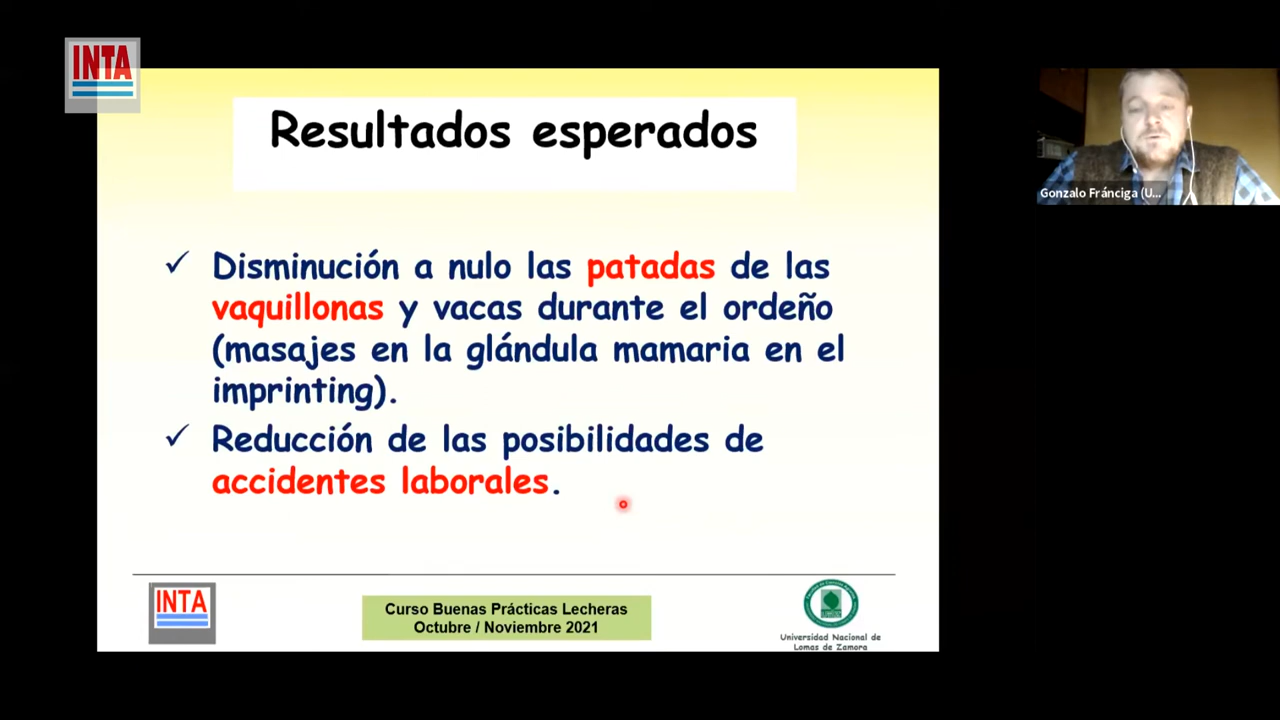 INTA
Resultados esperados
✓ Disminución a nulo las patadas de las
vaquillonas y vacas durante el ordeño
(masajes en la glándula mamaria en el
imprinting).
✓ Reducción de las posibilidades de
accidentes laborales.
INTA
Curso Buenas Prácticas Lecheras
Octubre / Noviembre 2021
Universidad Nacional de
Lomas de Zamora
Gonzalo Fránciga (U...